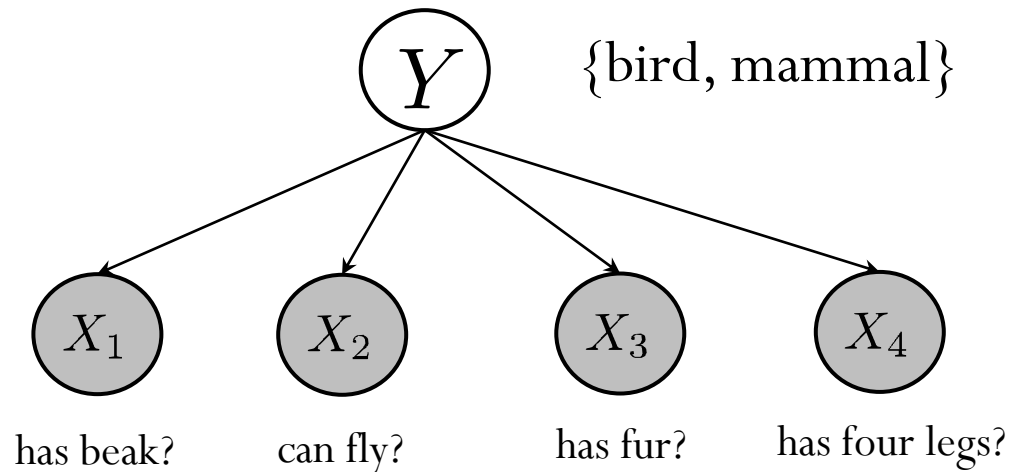 Y
{bird, mammal}
X₁
X₂
X₃
X₄
has beak?
can fly?
has fur?
has four legs?